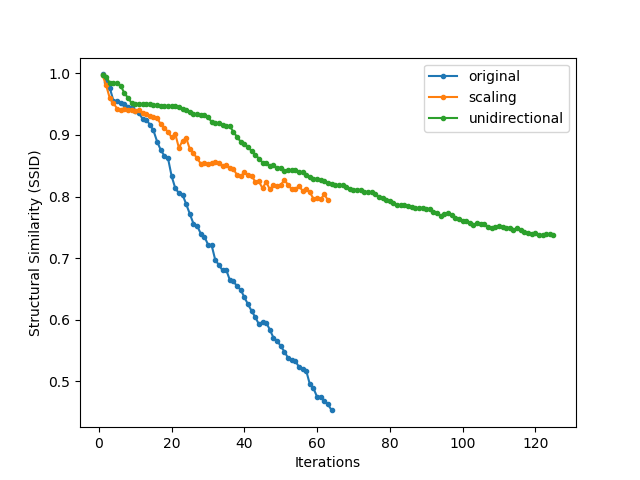 original
scaling
unidirectional
1.0
0.9
0.8
0.7
0.6
0.5
Structural Similarity (SSID)
0 20 40 60 80 100 120
Iterations